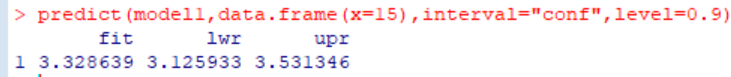 > predict(model1,data.frame(x=15),interval="conf",level=0.9)
fit lwr upr
1 3.328639 3.125933 3.531346